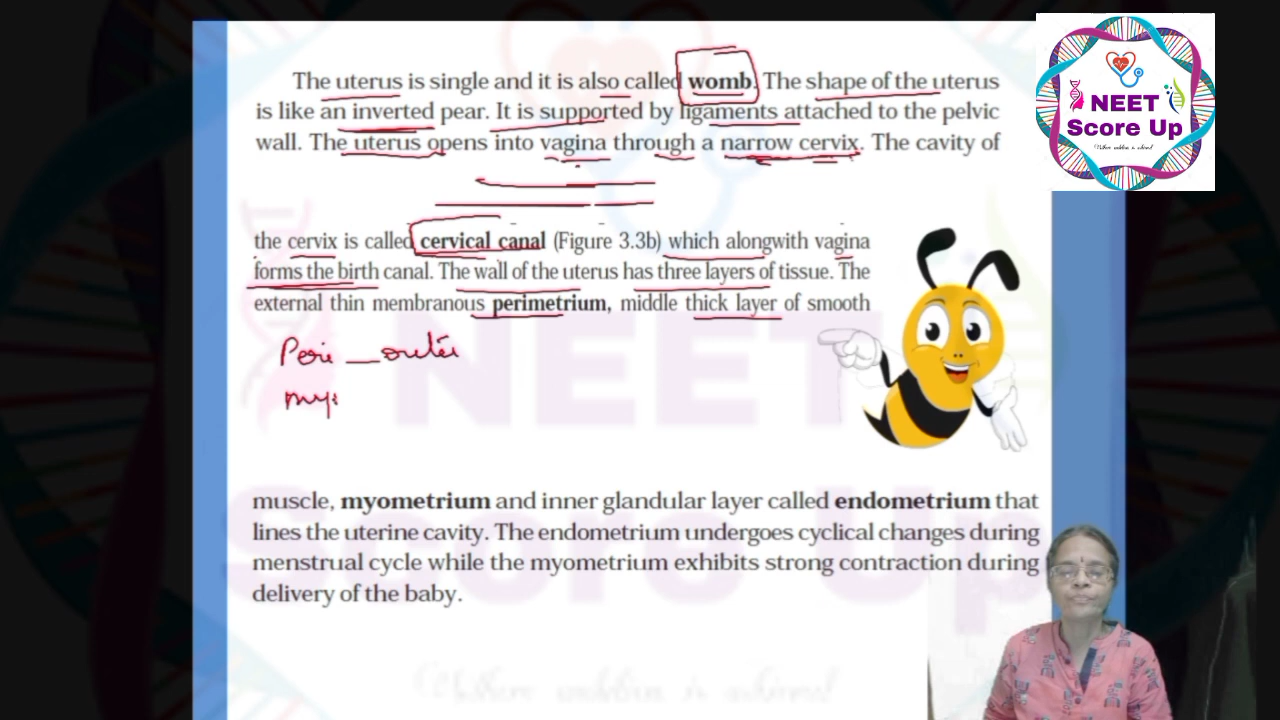 The uterus is single and it is also called womb. The shape of the uterus
is like an inverted pear. It is supported by ligaments attached to the pelvic
wall. The uterus opens into vagina through a narrow cervix. The cavity of
the cervix is called cervical canal (Figure 3.3b) which alongwith vagina
forms the birth canal. The wall of the uterus has three layers of tissue. The
external thin membranous perimetrium, middle thick layer of smooth
Peri — outer
muscle, myometrium and inner glandular layer called endometrium that
lines the uterine cavity. The endometrium undergoes cyclical changes during
menstrual cycle while the myometrium exhibits strong contraction during
delivery of the baby.
NEET
Score Up
NEET
Score Up